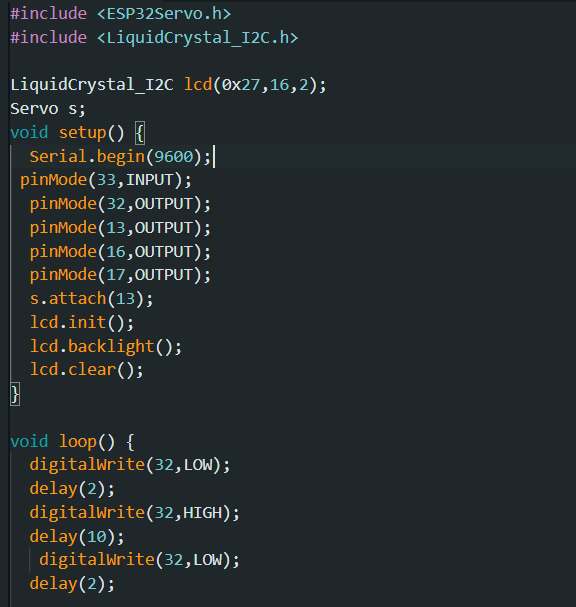 #include <ESP32Servo.h>
#include <LiquidCrystal_I2C.h>
LiquidCrystal_I2C lcd(0x27,16,2);
Servo s;
void setup() {
Serial.begin(9600);
pinMode(33,INPUT);
pinMode(32,OUTPUT);
pinMode(13,OUTPUT);
pinMode(16,OUTPUT);
pinMode(17,OUTPUT);
s.attach(13);
lcd.init();
lcd.backlight();
lcd.clear();
}
void loop() {
digitalWrite(32,LOW);
delay(2);
digitalWrite(32,HIGH);
delay(10);
digitalWrite(32,LOW);
delay(2);